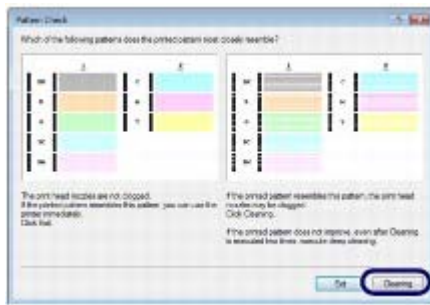 Pattern Check
Which of the following patterns does the printed pattern most closely resemble?
The print head nozzles are not clogged.
If the printed pattern resembles this pattern, you can use the
printer immediately.
Click Exit.
If the printed pattern resembles this pattern, the print head
nozzles may be clogged.
Click Cleaning.
If the printed pattern does not improve, even after Cleaning
is executed two times, execute deep cleaning.
Exit
Cleaning